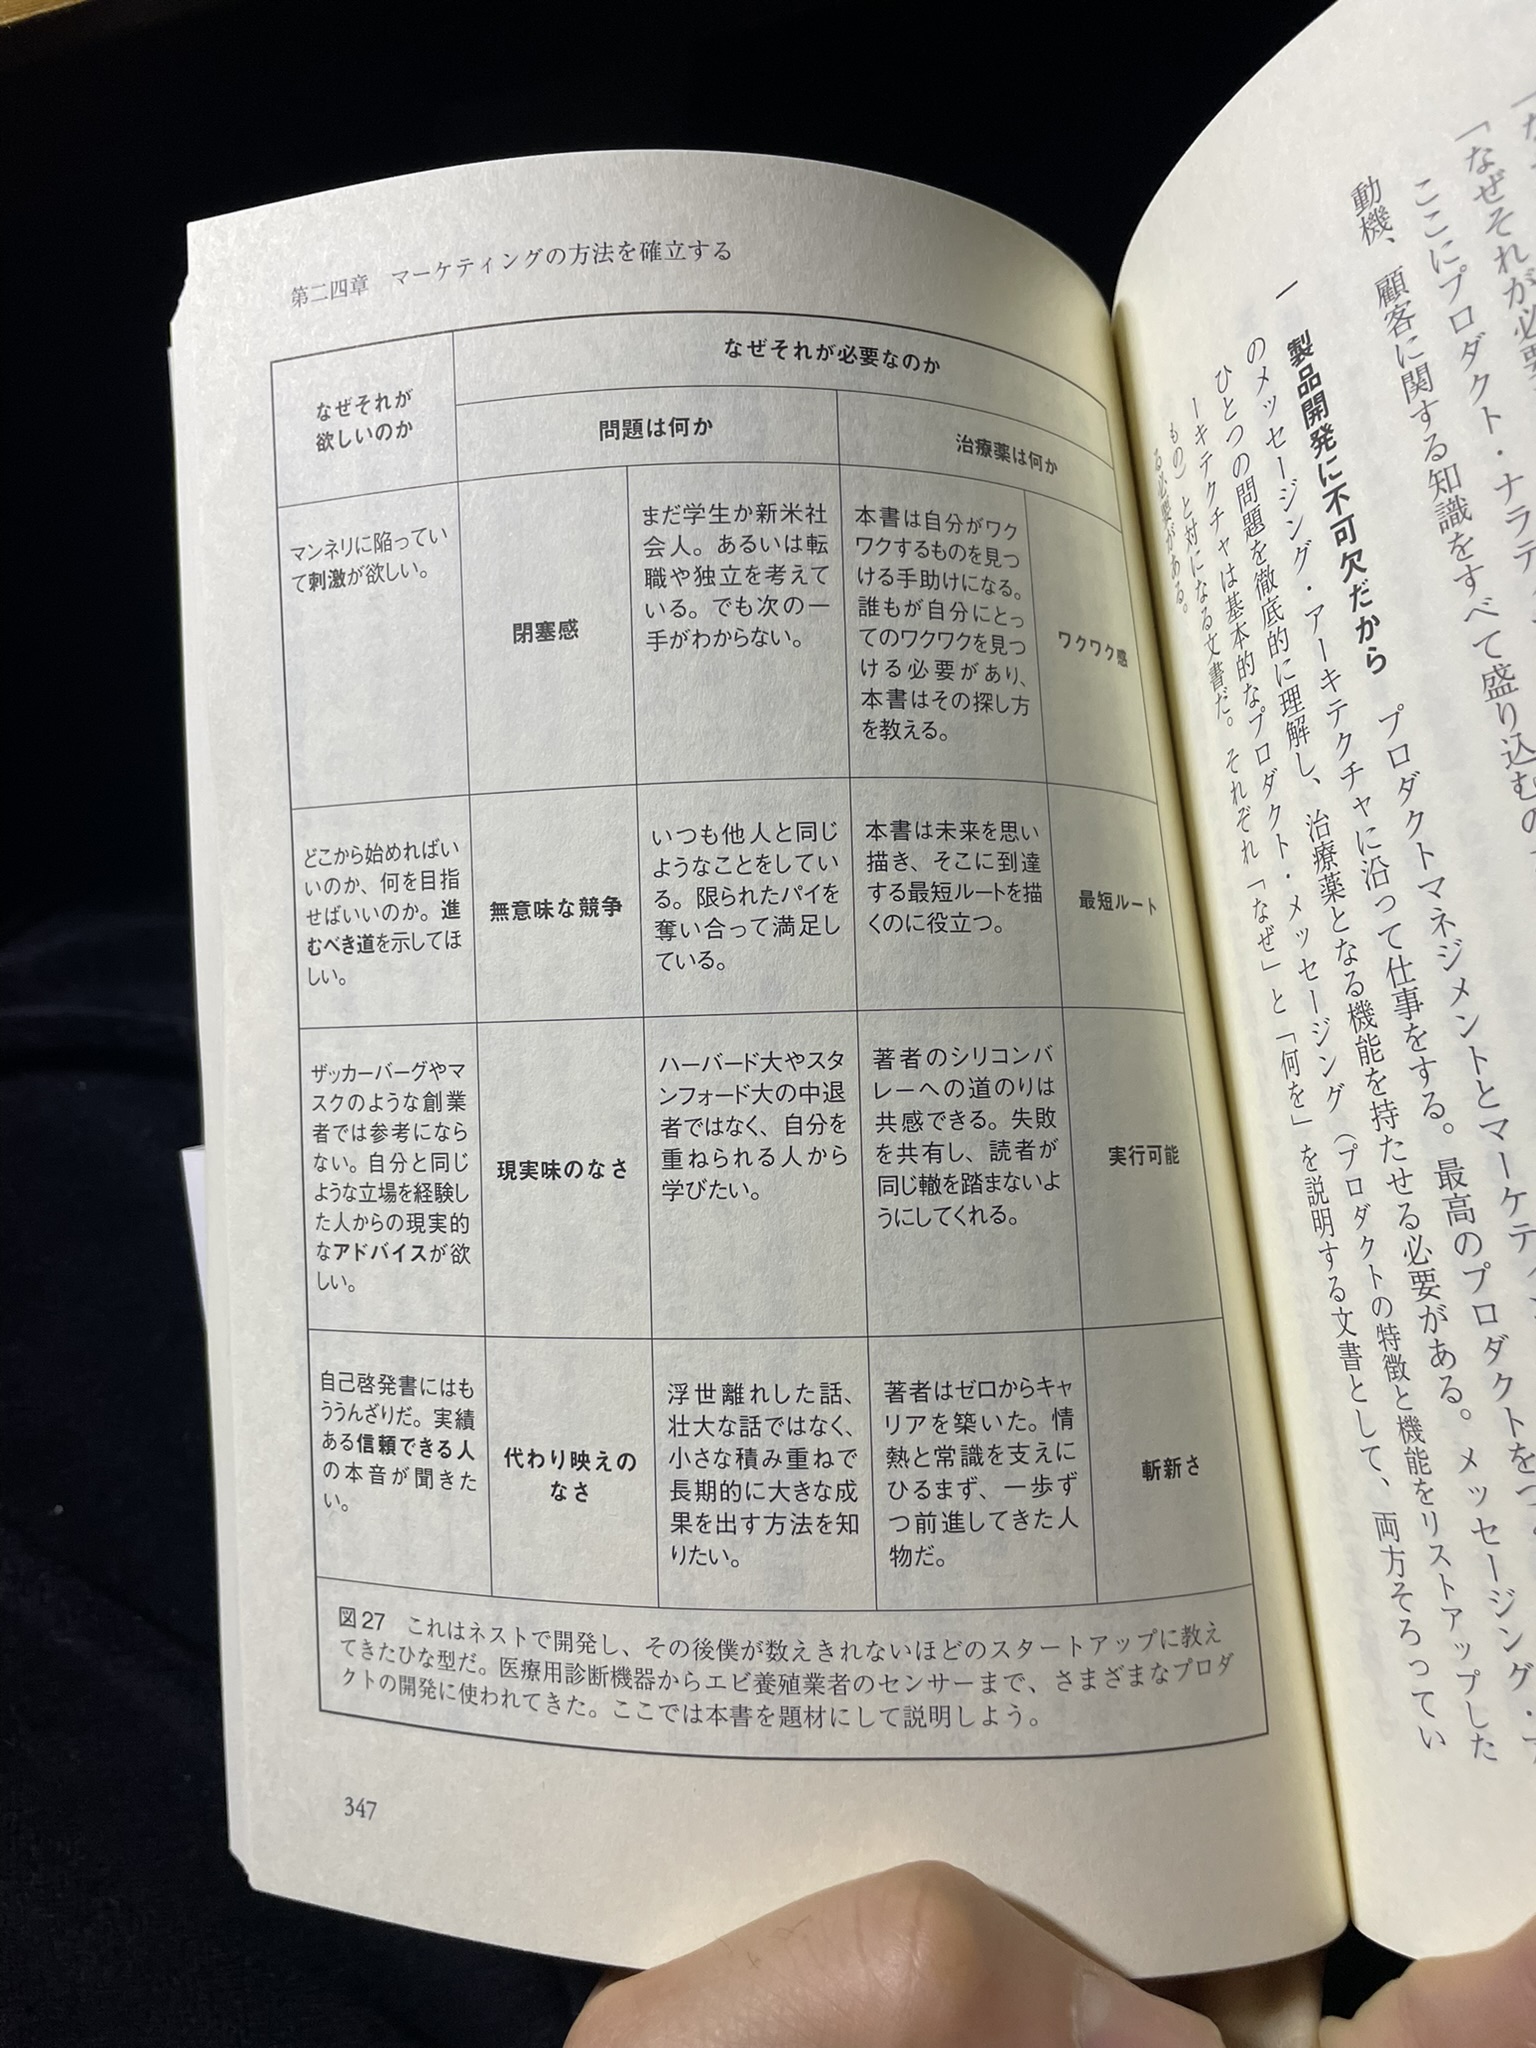 第二四章　マーケティングの方法を確立する
なぜそれが
欲しいのか
なぜそれが必要なのか
問題は何か
治療薬は何か
マンネリに陥ってい
て刺激が欲しい。
閉塞感
まだ学生か新米社
会人。あるいは転
職や独立を考えて
いる。でも次の一
手がわからない。
本書は自分がワク
ワクするものを見つ
ける手助けになる。
誰もが自分にとっ
てのワクワクを見つ
ける必要があり、
本書はその探し方
を教える。
ワクワク感
どこから始めればい
いのか、何を目指
せばいいのか。進
むべき道を示してほ
しい。
無意味な競争
いつも他人と同じ
ようなことをしてい
る。限られたパイを
奪い合って満足し
ている。
本書は未来を思い
描き、そこに到達
する最短ルートを描
くのに役立つ。
最短ルート
ザッカーバーグやマ
スクのような創業
者では参考になら
ない。自分と同じ
ような立場を経験し
た人からの現実的
なアドバイスが欲
しい。
現実味のなさ
ハーバード大やスタ
ンフォード大の中退
者ではなく、自分を
重ねられる人から
学びたい。
著者のシリコンバ
レーへの道のりは
共感できる。失敗
を共有し、読者が
同じ轍を踏まないよ
うにしてくれる。
実行可能
自己啓発書にはも
ううんざりだ。実績
ある信頼できる人
の本音が聞きた
い。
代わり映えの
なさ
浮世離れした話、
壮大な話ではなく、
小さな積み重ねで
長期的に大きな成
果を出す方法を知
りたい。
著者はゼロからキャ
リアを築いた。情
熱と常識を支えに
ひるまず、一歩ず
つ前進してきた人
物だ。
斬新さ
図27　これはネストで開発し、その後僕が数えきれないほどのスタートアップに教え
てきたひな型だ。医療用診断機器からエビ養殖業者のセンサーまで、さまざまなプロダ
クトの開発に使われてきた。ここでは本書を題材にして説明しよう。
347
「なぜそれが必要
ここにプロダクト・ナラティ
動機、顧客に関する知識をすべて盛り込むの
一　製品開発に不可欠だから　プロダクトマネジメントとマーケティン
のメッセージング・アーキテクチャに沿って仕事をする。最高のプロダクトをつ
ひとつの問題を徹底的に理解し、治療薬となる機能を持たせる必要がある。メッセージング・ア
ーキテクチャは基本的なプロダクト・メッセージング（プロダクトの特徴と機能をリストアップした
もの）と対になる文書だ。それぞれ「なぜ」と「何を」を説明する文書として、両方そろってい
る必要がある。